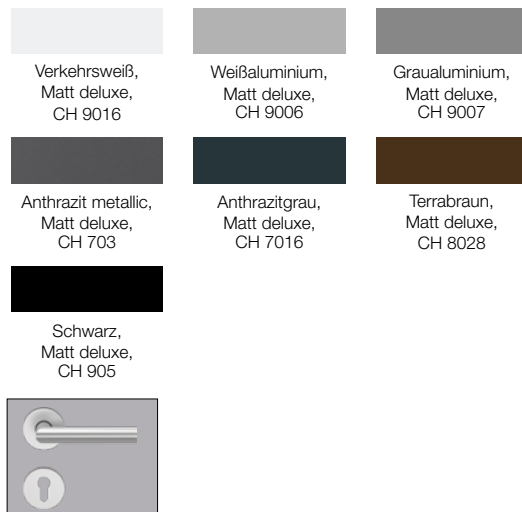 Verkehrsweiß,
Matt deluxe,
CH 9016
Weißaluminium,
Matt deluxe,
CH 9006
Graualuminium,
Matt deluxe,
CH 9007
Anthrazit metallic,
Matt deluxe,
CH 703
Anthrazitgrau,
Matt deluxe,
CH 7016
Terrabraun,
Matt deluxe,
CH 8028
Schwarz,
Matt deluxe,
CH 905